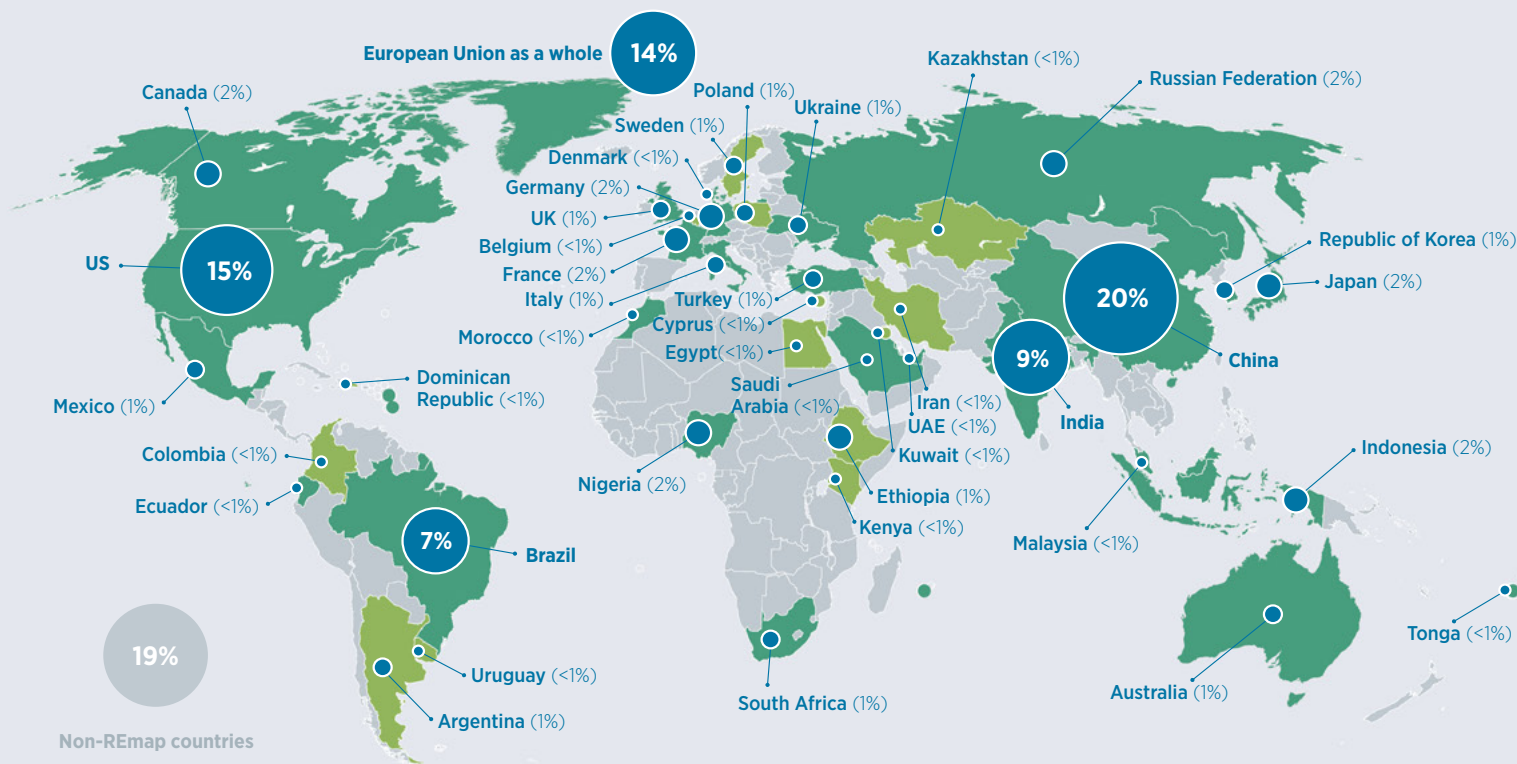 European Union as a whole
14%
Kazakhstan (<1%)
Russian Federation (2%)
Canada (2%)
Poland (1%)
Ukraine (1%)
Sweden (1%)
Denmark (<1%)
Germany (2%)
UK (1%)
Belgium (<1%)
France (2%)
Italy (1%)
Republic of Korea (1%)
US
15%
20%
Japan (2%)
Turkey (1%)
Cyprus (<1%)
Morocco (<1%)
Egypt(<1%)
9%
China
Dominican
Republic (<1%)
Saudi
Arabia (<1%)
Iran (<1%)
UAE (<1%)
India
Mexico (1%)
Colombia (<1%)
Kuwait (<1%)
Indonesia (2%)
Nigeria (2%)
Ethiopia (1%)
Ecuador (<1%)
Kenya (<1%)
Malaysia (<1%)
7%
Brazil
19%
Tonga (<1%)
Uruguay (<1%)
South Africa (1%)
Australia (1%)
Argentina (1%)
Non-REmap countries